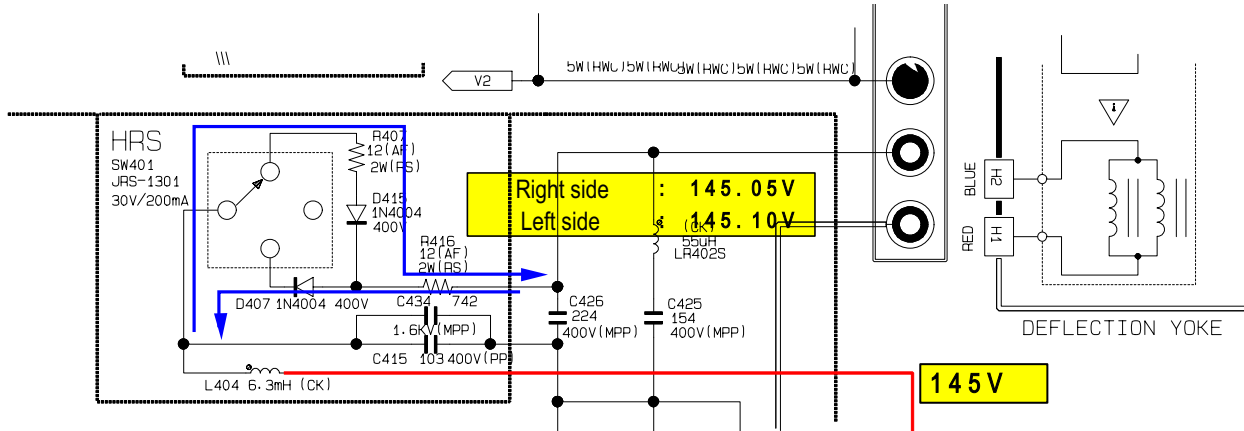 \\\
V2
5W(RWC)5W(RWC)5W(RWC)5W(RWC)5W(RWC)
HRS
SW401
JRS-1301
30V/200mA
R407
12(AF)
2W(RS)
D415
1N4004
400V
Right side : 145.05V
Left side : 145.10V
(CK)
55uH
LR402S
R416
12(AF)
2W(RS)
D407 1N4004 400V
C434 742
1.6KV(MPP)
C415 103 400V(PP)
C426
224
400V(MPP)
C425
154
400V(MPP)
L404 6.3mH (CK)
145V
BLUE
H2
RED
H1
DEFLECTION YOKE